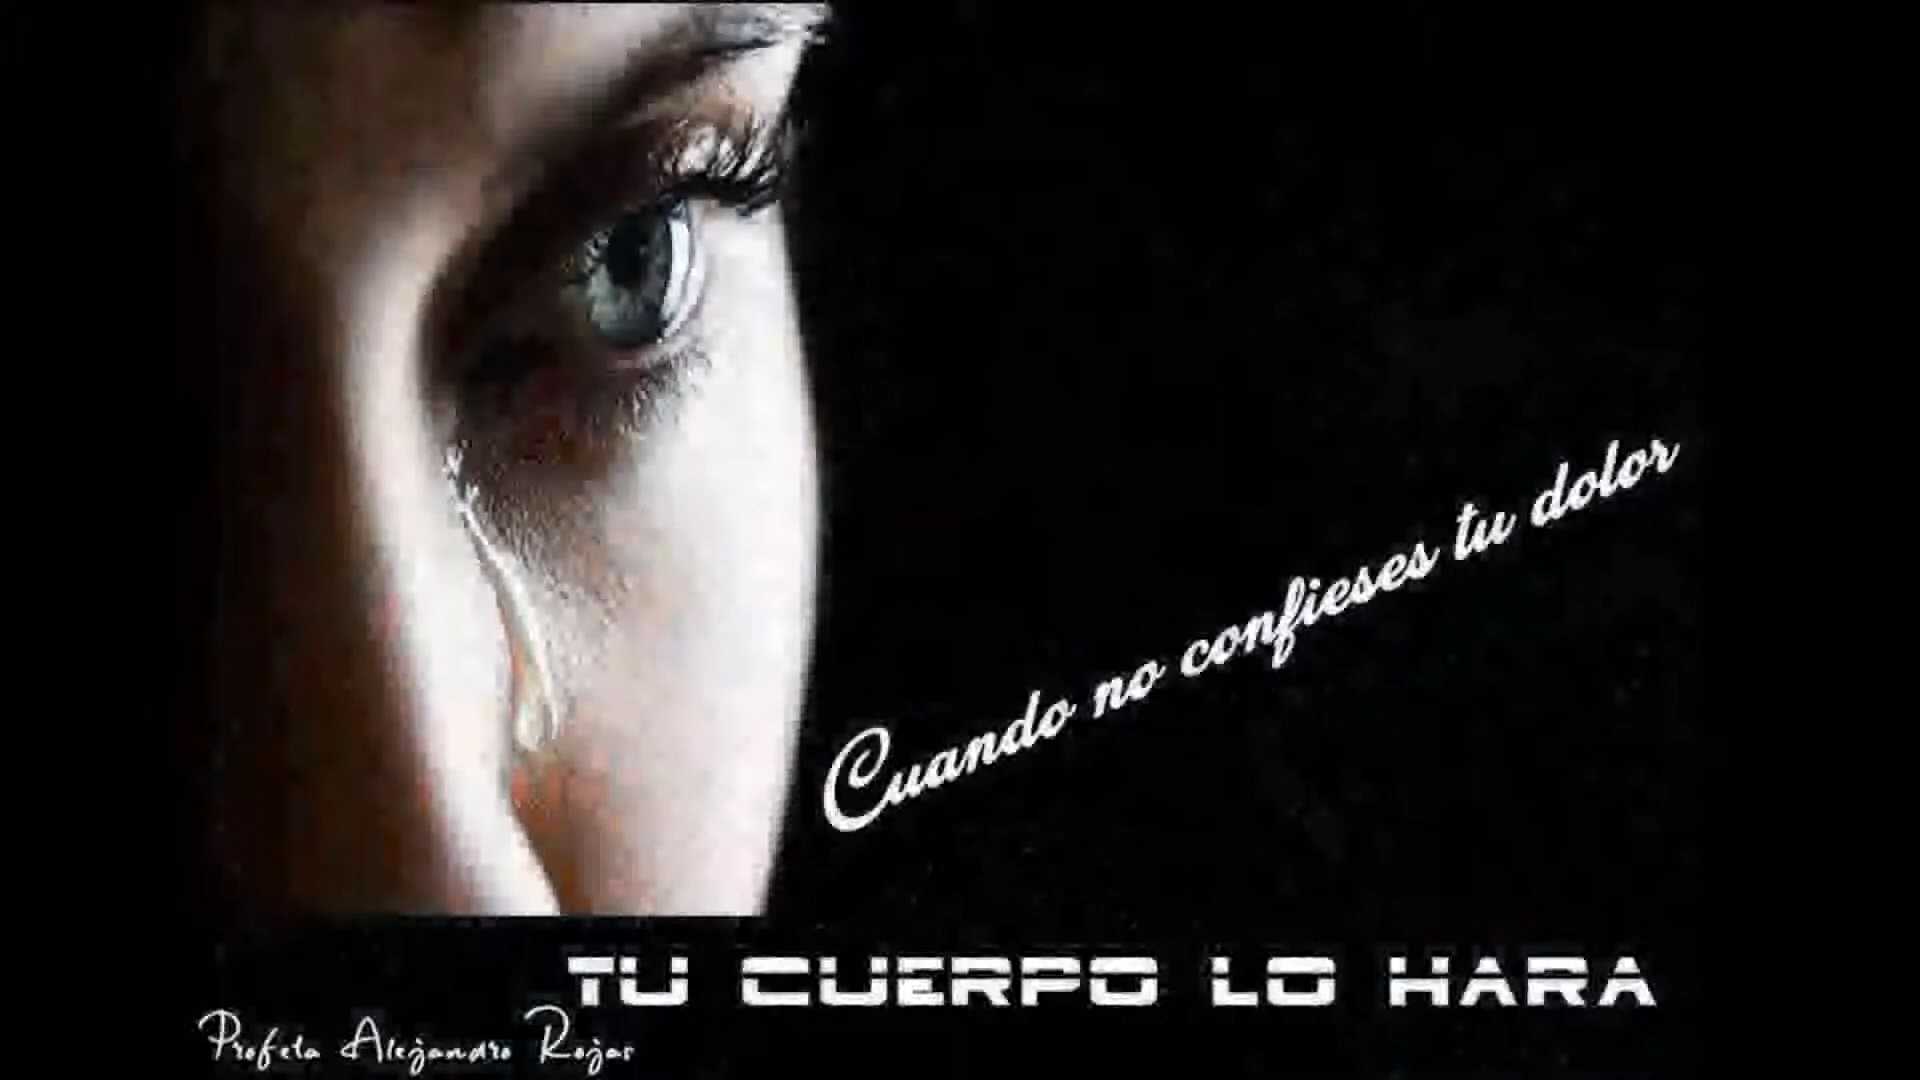 Cuando no confieses tu dolor
TU CUERPO LO HARA
Profeta Alejandro Rojas